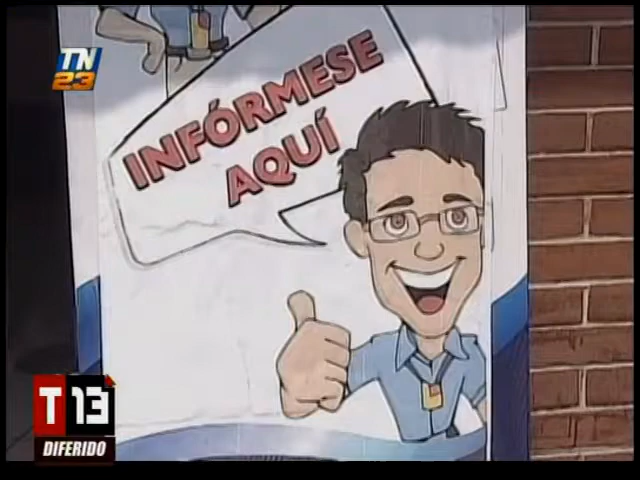 TN
23
INFÓRMESE
AQUÍ
T13
DIFERIDO